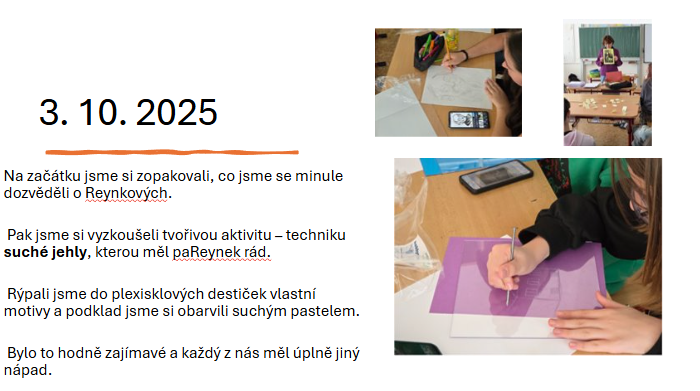 3. 10. 2025
Na začátku jsme si zopakovali, co jsme se minule
dozvěděli o Reynkových.
Pak jsme si vyzkoušeli tvořivou aktivitu – techniku
suché jehly, kterou měl paReynek rád.
Rýpali jsme do plexisklových destiček vlastní
motivy a podklad jsme si obarvili suchým pastelem.
Bylo to hodně zajímavé a každý z nás měl úplně jiný
nápad.